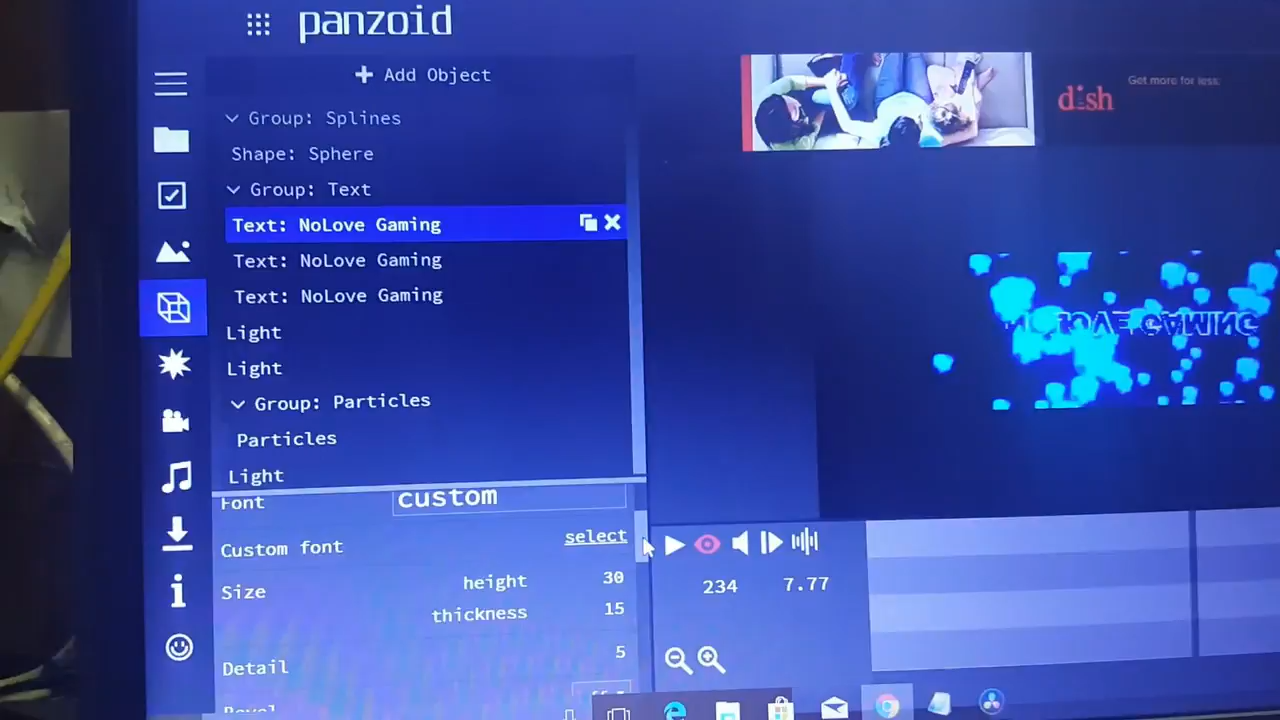 panzoid
Add Object
Group: Splines
Shape: Sphere
Group: Text
Text: NoLove Gaming
Text: NoLove Gaming
Text: NoLove Gaming
Light
Light
Group: Particles
Particles
Light
Font custom
Custom font select
Size height 30
thickness 15
Detail 5
Bevel
dish
Get more for less.
GAMING
234 7.77